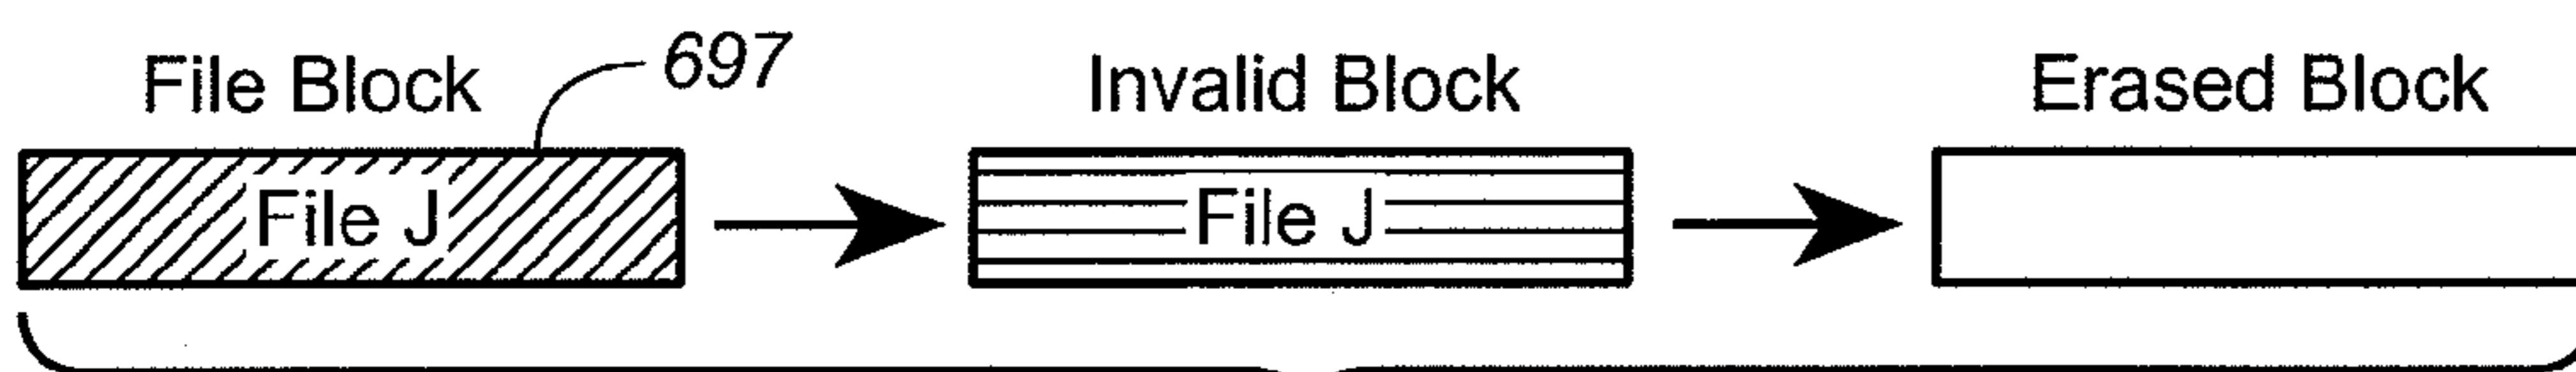 File Block 697 Invalid Block Erased Block
File J File J